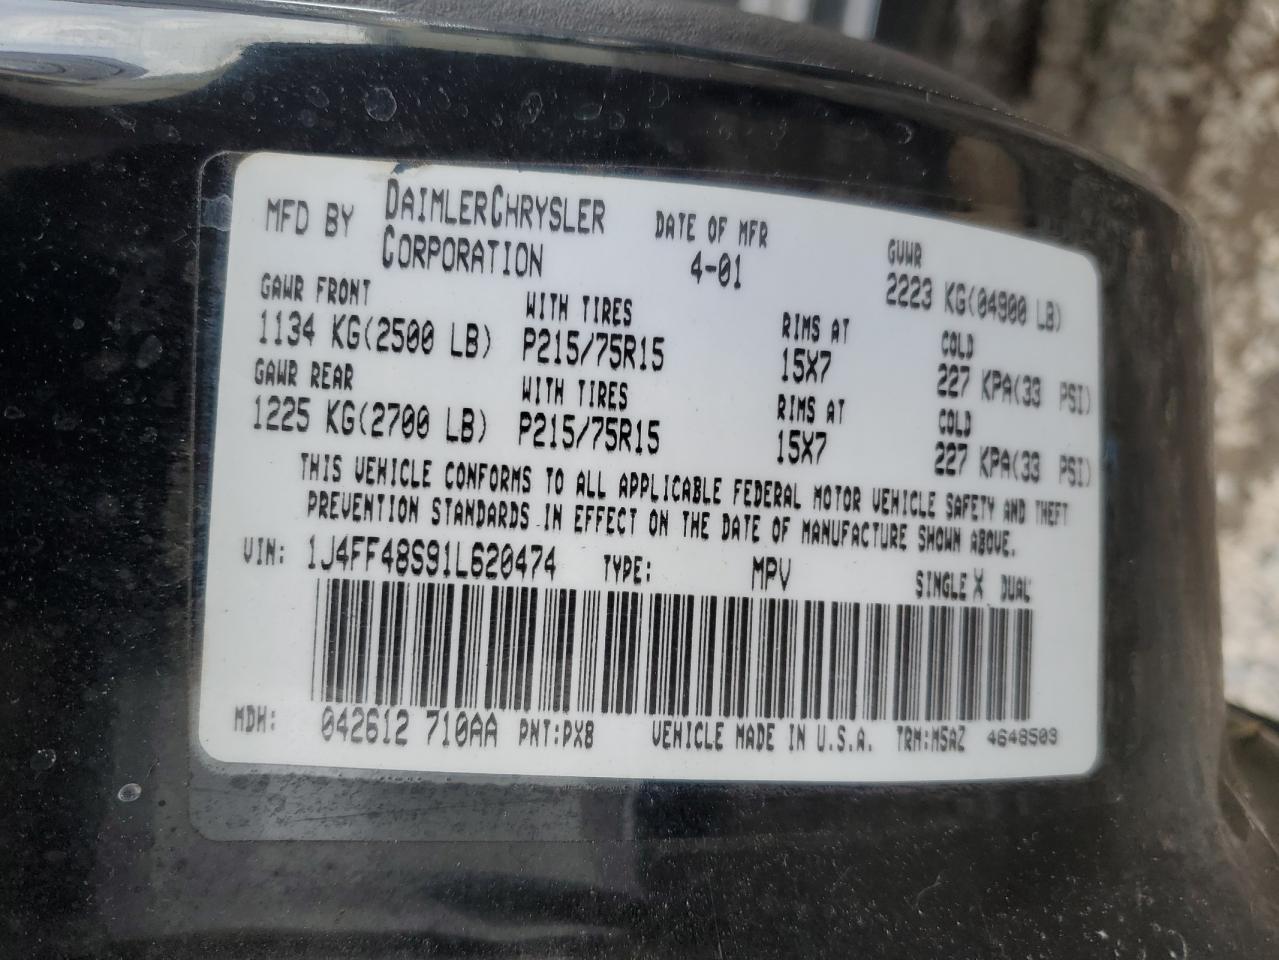 MFD BY DAIMLERCHRYSLER CORPORATION DATE OF MFR 4-01 GVWR 2223 KG(04900 LB)
GAWR FRONT WITH TIRES RIMS AT COLD
1134 KG(2500 LB) P215/75R15 15X7 227 KPA(33 PSI)
GAWR REAR WITH TIRES RIMS AT COLD
1225 KG(2700 LB) P215/75R15 15X7 227 KPA(33 PSI)
THIS VEHICLE CONFORMS TO ALL APPLICABLE FEDERAL MOTOR VEHICLE SAFETY AND THEFT
PREVENTION STANDARDS IN EFFECT ON THE DATE OF MANUFACTURE SHOWN ABOVE.
VIN: 1J4FF48S91L620474 TYPE: MPV SINGLE X DUAL
MDH: 042612 710AA PNT:PX8 VEHICLE MADE IN U.S.A. TRM:M5AZ 4648503